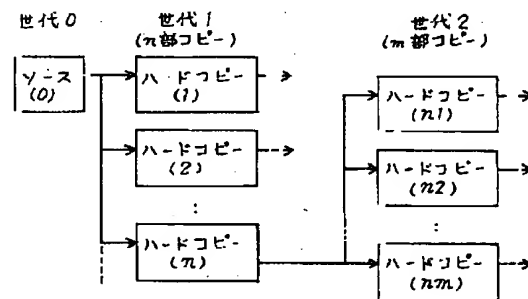 世代0
世代1
(n部コピー)
世代2
(m部コピー)
ソース
(0)
ハードコピー
(1)
ハードコピー
(2)
:
ハードコピー
(n)
ハードコピー
(n1)
ハードコピー
(n2)
:
ハードコピー
(nm)